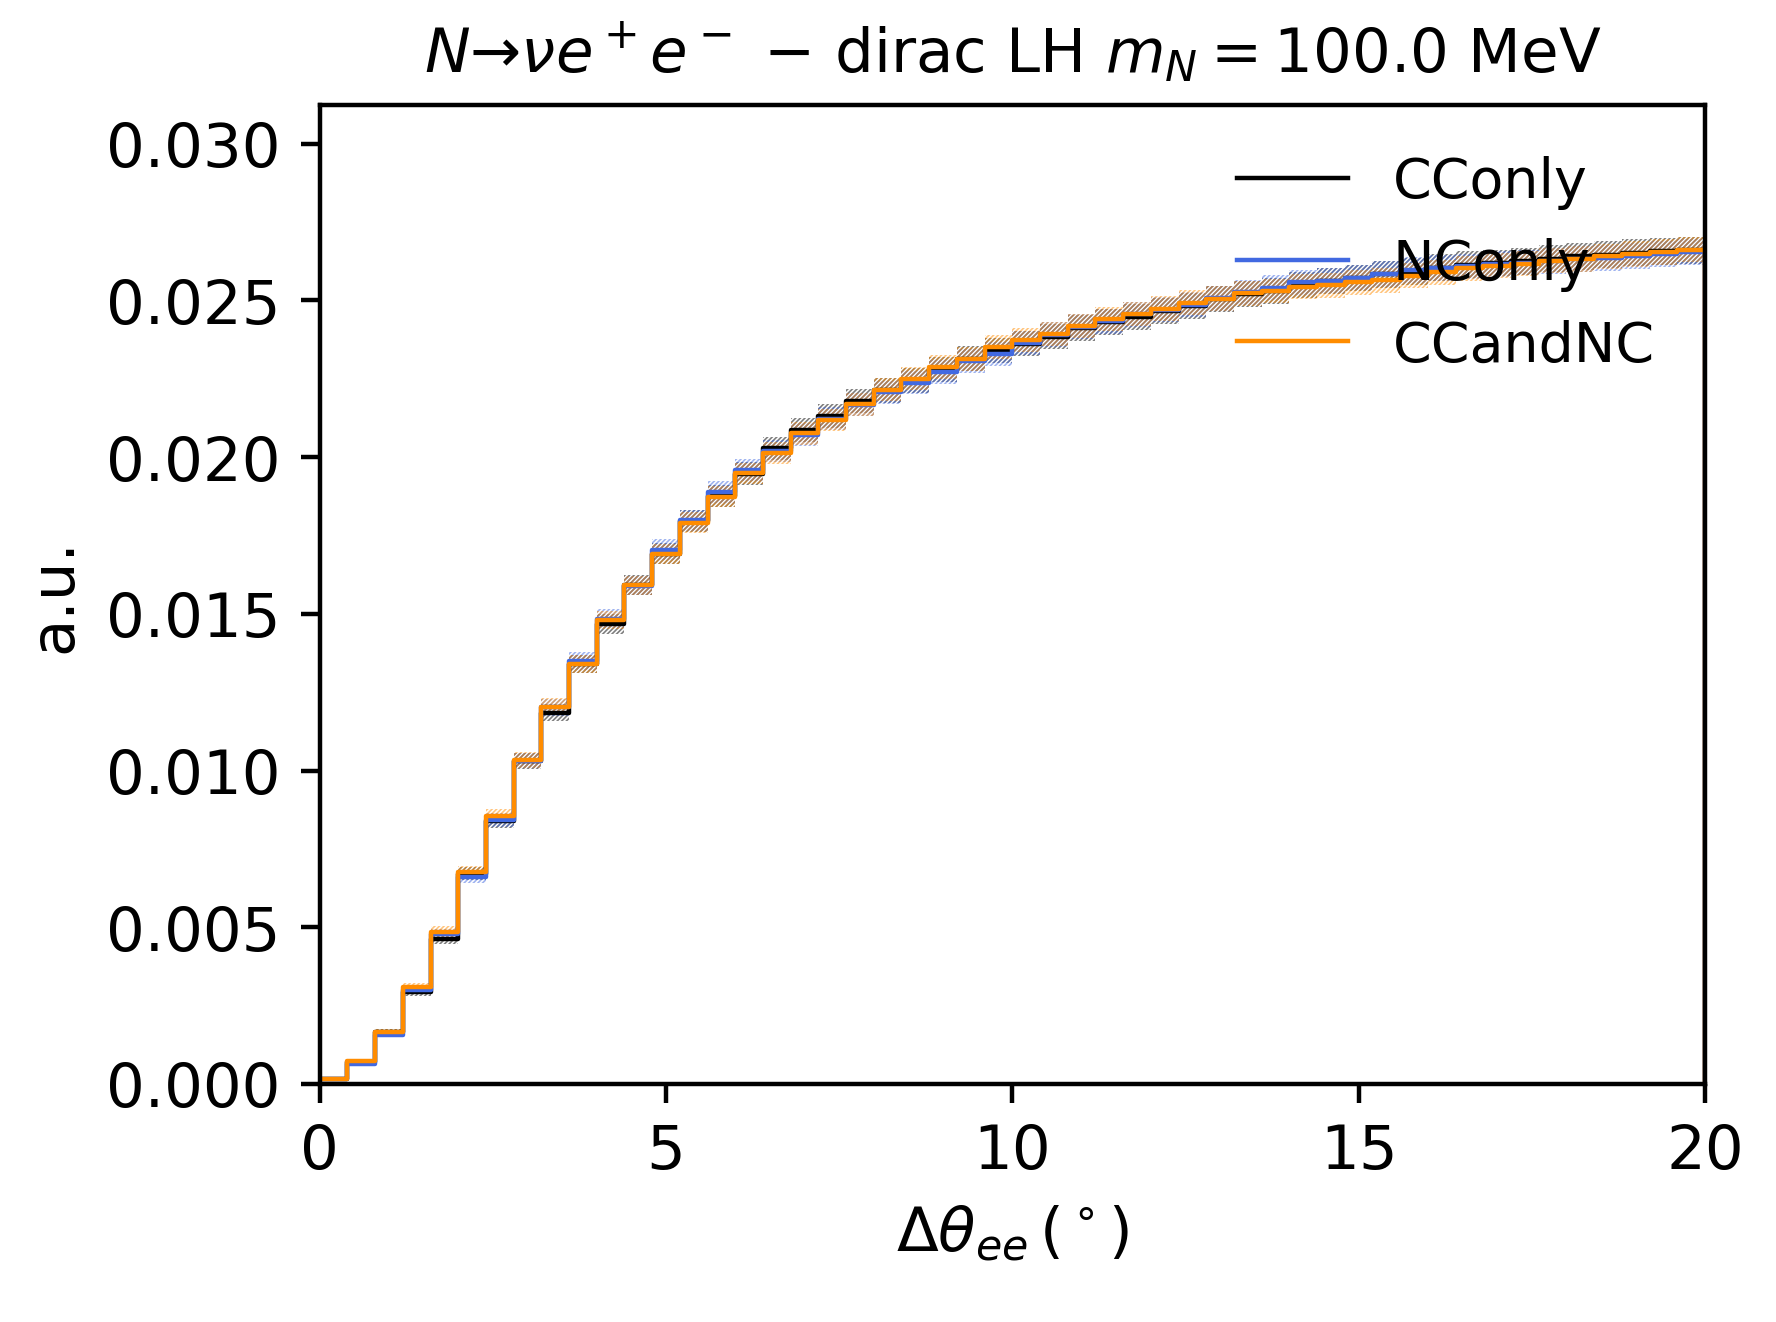 N→νe⁺e⁻ − dirac LH m_N = 100.0 MeV
0.030
0.025
0.020
0.015
0.010
0.005
0.000
a.u.
CConly
NConly
CCandNC
0 5 10 15 20
Δθ_ee (°)